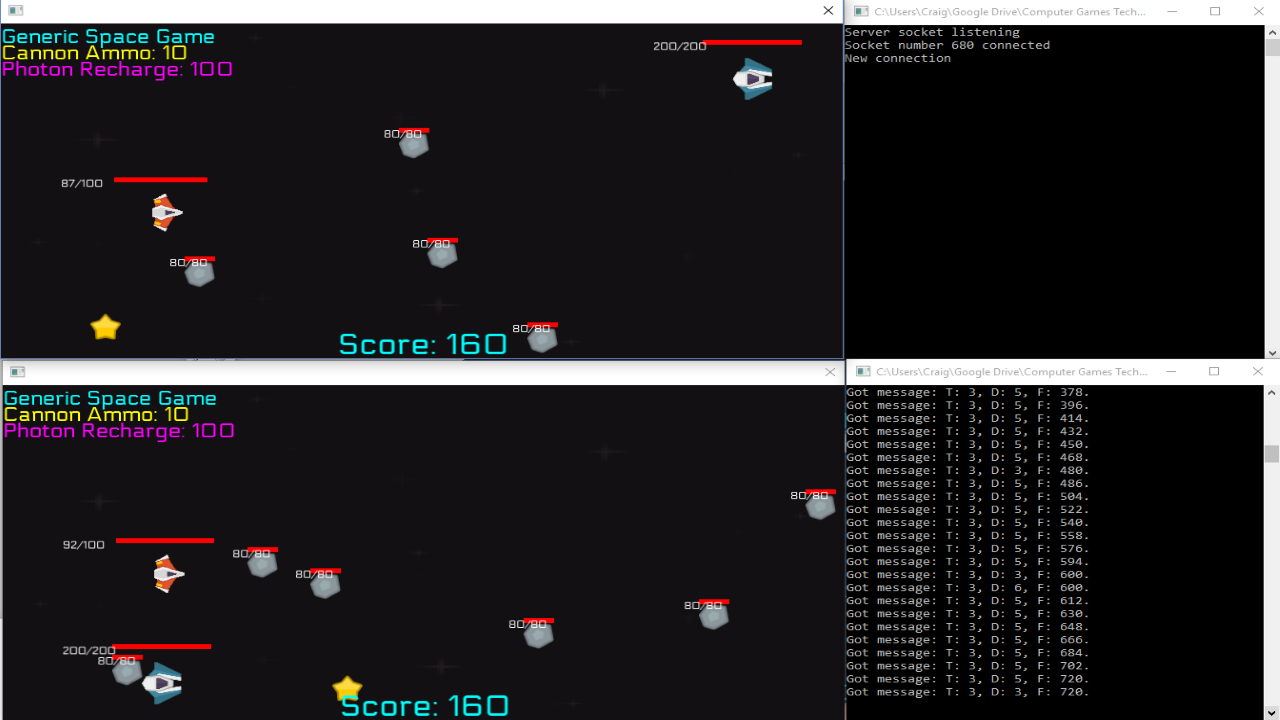 Generic Space Game
Cannon Ammo: 10
Photon Recharge: 100
200/200
80/80
87/100
80/80
80/80
80/80
Score: 160
C:\Users\Craig\Google Drive\Computer Games Tech...
Server socket listening
Socket number 680 connected
New connection
Generic Space Game
Cannon Ammo: 10
Photon Recharge: 100
80/80
92/100
80/80
80/80
80/80
80/80
200/200
80/80
Score: 160
C:\Users\Craig\Google Drive\Computer Games Tech...
Got message: T: 3, D: 5, F: 378.
Got message: T: 3, D: 5, F: 396.
Got message: T: 3, D: 5, F: 414.
Got message: T: 3, D: 5, F: 432.
Got message: T: 3, D: 5, F: 450.
Got message: T: 3, D: 5, F: 468.
Got message: T: 3, D: 3, F: 480.
Got message: T: 3, D: 5, F: 486.
Got message: T: 3, D: 5, F: 504.
Got message: T: 3, D: 5, F: 522.
Got message: T: 3, D: 5, F: 540.
Got message: T: 3, D: 5, F: 558.
Got message: T: 3, D: 5, F: 576.
Got message: T: 3, D: 5, F: 594.
Got message: T: 3, D: 3, F: 600.
Got message: T: 3, D: 6, F: 600.
Got message: T: 3, D: 5, F: 612.
Got message: T: 3, D: 5, F: 630.
Got message: T: 3, D: 5, F: 648.
Got message: T: 3, D: 5, F: 666.
Got message: T: 3, D: 5, F: 684.
Got message: T: 3, D: 5, F: 702.
Got message: T: 3, D: 5, F: 720.
Got message: T: 3, D: 3, F: 720.